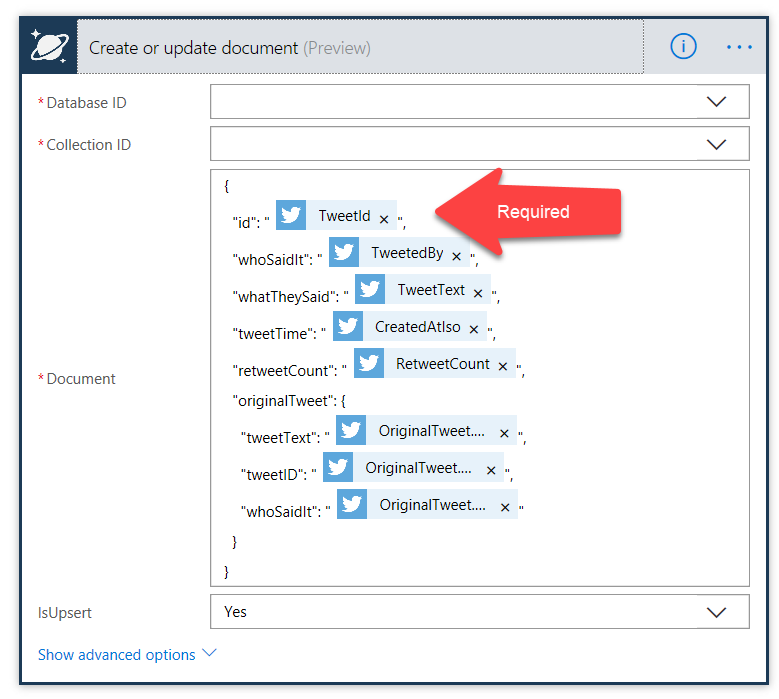 Create or update document (Preview)
* Database ID
* Collection ID
{
"id": " TweetId × ",
Required
"whoSaidIt": " TweetedBy × ",
"whatTheySaid": " TweetText × ",
"tweetTime": " CreatedAtIso × ",
"retweetCount": " RetweetCount × ",
* Document
"originalTweet": {
"tweetText": " OriginalTweet.... × ",
"tweetID": " OriginalTweet.... × ",
"whoSaidIt": " OriginalTweet.... × "
}
}
IsUpsert
Yes
Show advanced options